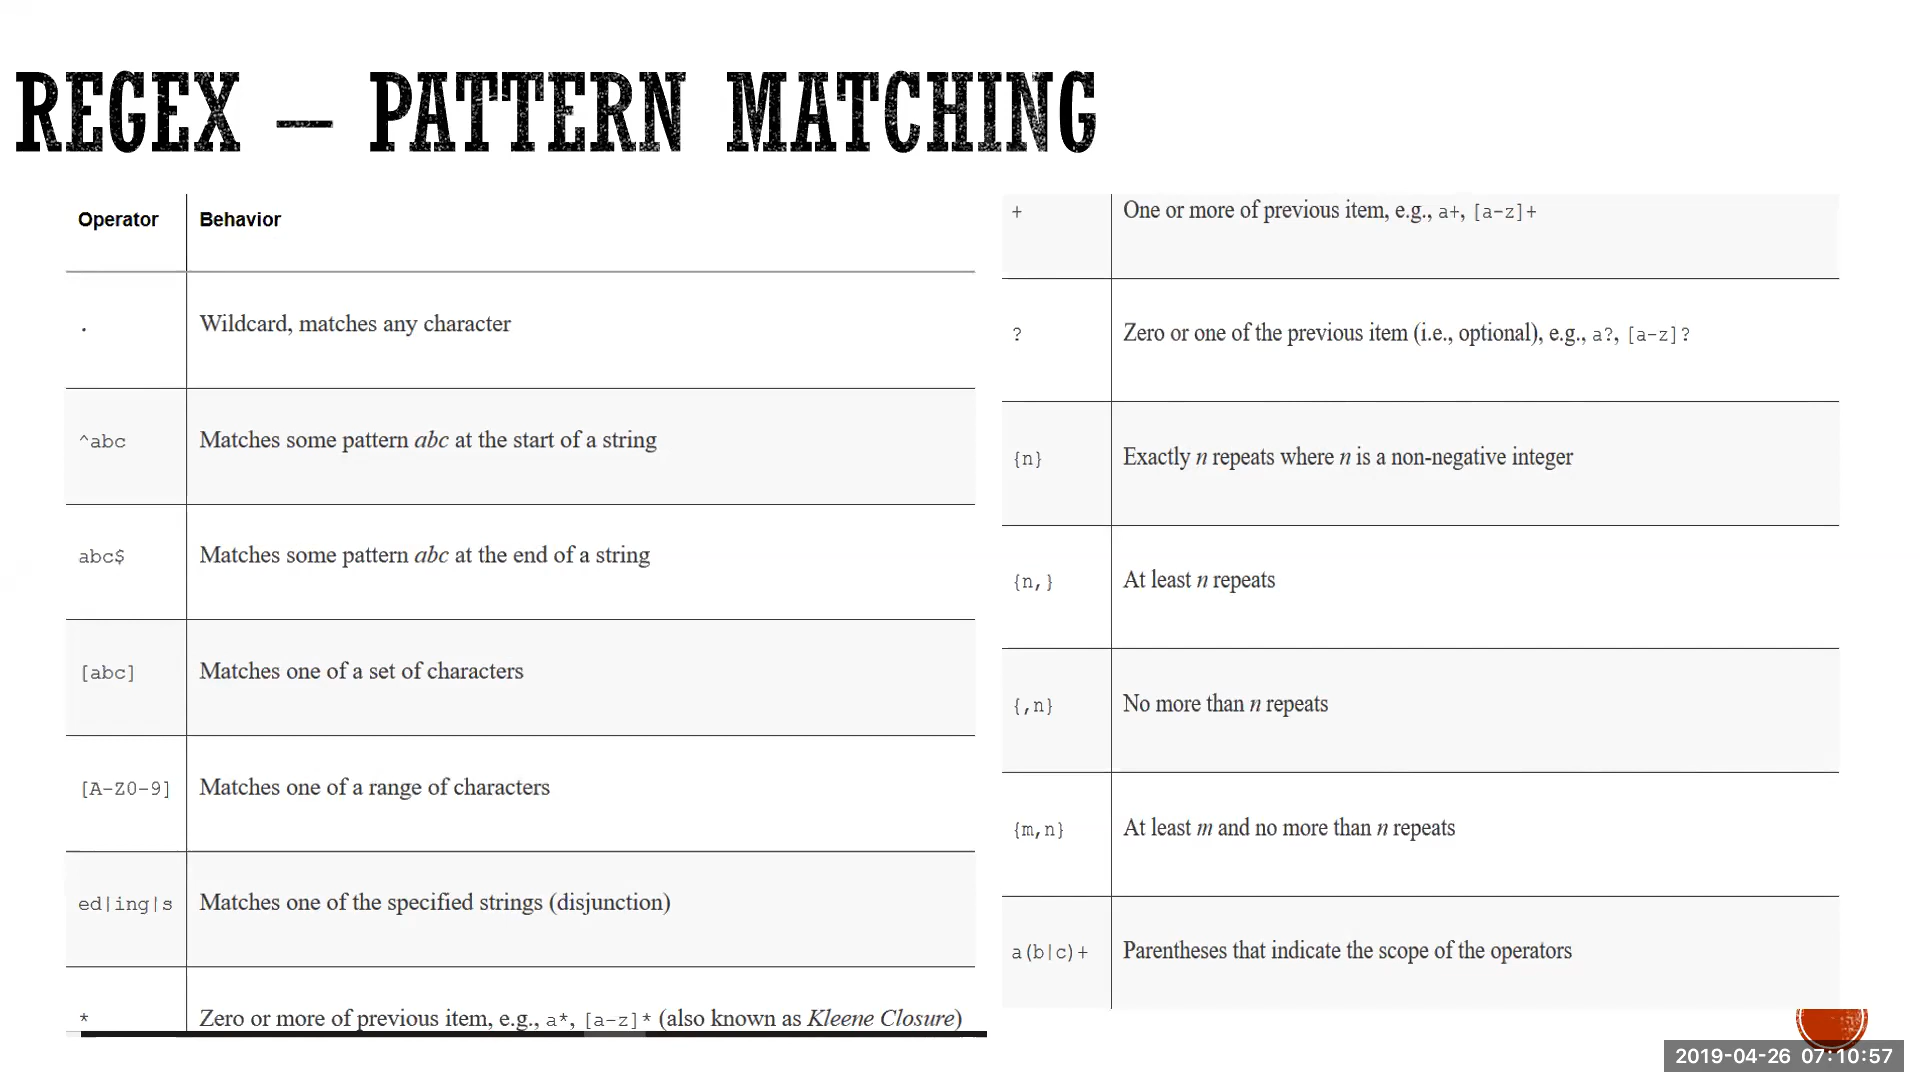 REGEX – PATTERN MATCHING
Operator Behavior
. Wildcard, matches any character
^abc Matches some pattern abc at the start of a string
abc$ Matches some pattern abc at the end of a string
[abc] Matches one of a set of characters
[A-Z0-9] Matches one of a range of characters
ed|ing|s Matches one of the specified strings (disjunction)
* Zero or more of previous item, e.g., a*, [a-z]* (also known as Kleene Closure)
+ One or more of previous item, e.g., a+, [a-z]+
? Zero or one of the previous item (i.e., optional), e.g., a?, [a-z]?
{n} Exactly n repeats where n is a non-negative integer
{n,} At least n repeats
{,n} No more than n repeats
{m,n} At least m and no more than n repeats
a(b|c)+ Parentheses that indicate the scope of the operators
2019-04-26 07:10:57